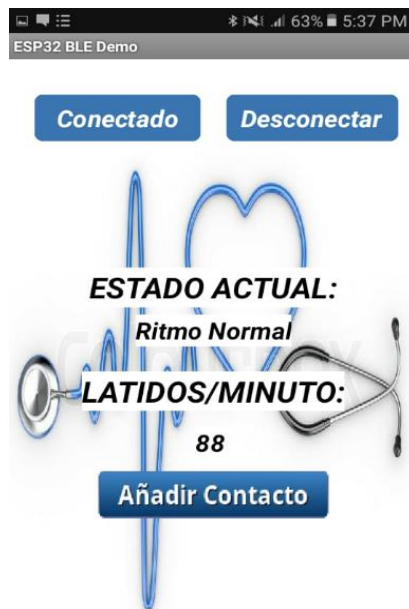 63% 5:37 PM
ESP32 BLE Demo
Conectado Desconectar
ESTADO ACTUAL:
Ritmo Normal
LATIDOS/MINUTO:
88
Añadir Contacto